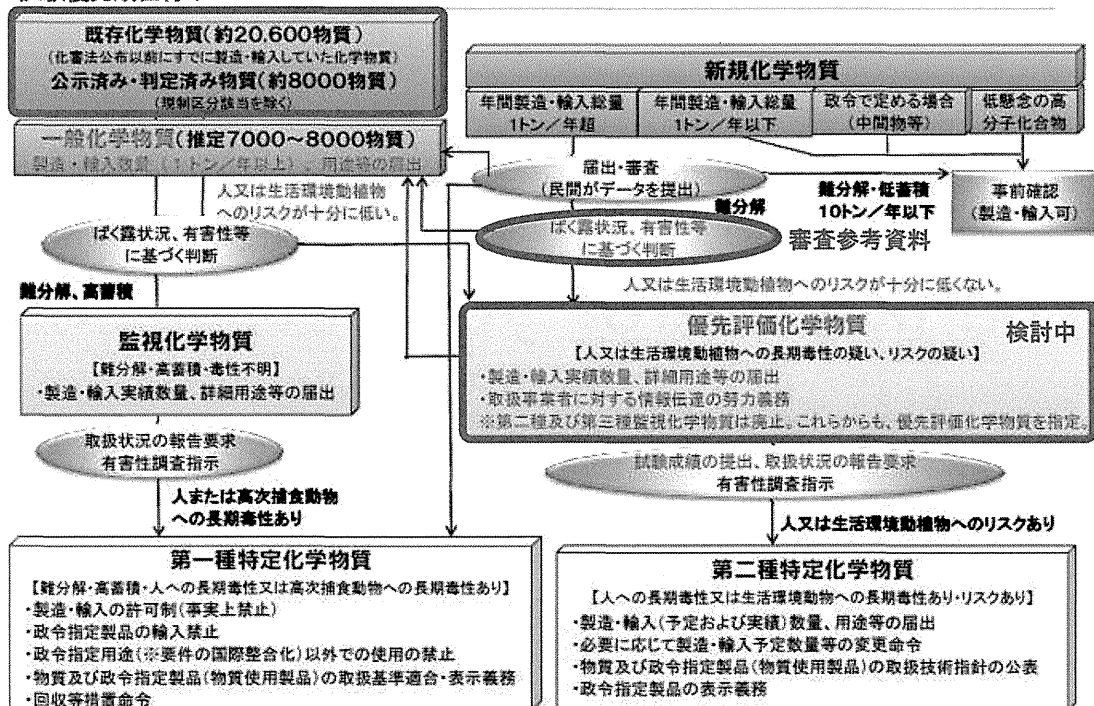 既存化学物質(約20,600物質)
(化審法公布以前にすでに製造・輸入していた化学物質)
公示済み・判定済み物質(約8000物質)
(規制区分該当を除く)
一般化学物質(推定7000～8000物質)
製造・輸入数量(1トン／年以上)、用途等の届出
新規化学物質
年間製造・輸入総量
1トン／年超
年間製造・輸入総量
1トン／年以下
政令で定める場合
(中間物等)
低懸念の高
分子化合物
届出・審査
(民間がデータを提出)
難分解・低蓄積
10トン／年以下
事前確認
(製造・輸入可)
人又は生活環境動植物
へのリスクが十分に低い。
難分解
ばく露状況、有害性等
に基づく判断
ばく露状況、有害性等
に基づく判断
審査参考資料
難分解、高蓄積
人又は生活環境動植物へのリスクが十分に低くない。
監視化学物質
【難分解・高蓄積・毒性不明】
・製造・輸入実績数量、詳細用途等の届出
優先評価化学物質
検討中
【人又は生活環境動植物への長期毒性の疑い、リスクの疑い】
・製造・輸入実績数量、詳細用途等の届出
・取扱事業者に対する情報伝達の努力義務
※第二種及び第三種監視化学物質は廃止。これらからも、優先評価化学物質を指定。
取扱状況の報告要求
有害性調査指示
試験成績の提出、取扱状況の報告要求
有害性調査指示
人または高次捕食動物
への長期毒性あり
人又は生活環境動植物へのリスクあり
第一種特定化学物質
【難分解・高蓄積・人への長期毒性又は高次捕食動物への長期毒性あり】
・製造・輸入の許可制(事実上禁止)
・政令指定製品の輸入禁止
・政令指定用途(※要件の国際整合化)以外での使用の禁止
・物質及び政令指定製品(物質使用製品)の取扱基準適合・表示義務
・回収等措置命令
第二種特定化学物質
【人への長期毒性又は生活環境動物への長期毒性あり・リスクあり】
・製造・輸入(予定および実績)数量、用途等の届出
・必要に応じて製造・輸入予定数量等の変更命令
・物質及び政令指定製品(物質使用製品)の取扱技術指針の公表
・政令指定製品の表示義務